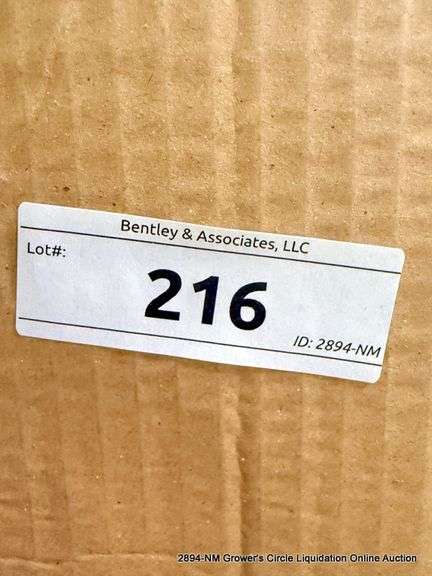 Bentley & Associates, LLC
Lot#:
216
ID: 2894-NM
2894-NM Grower's Circle Liquidation Online Auction